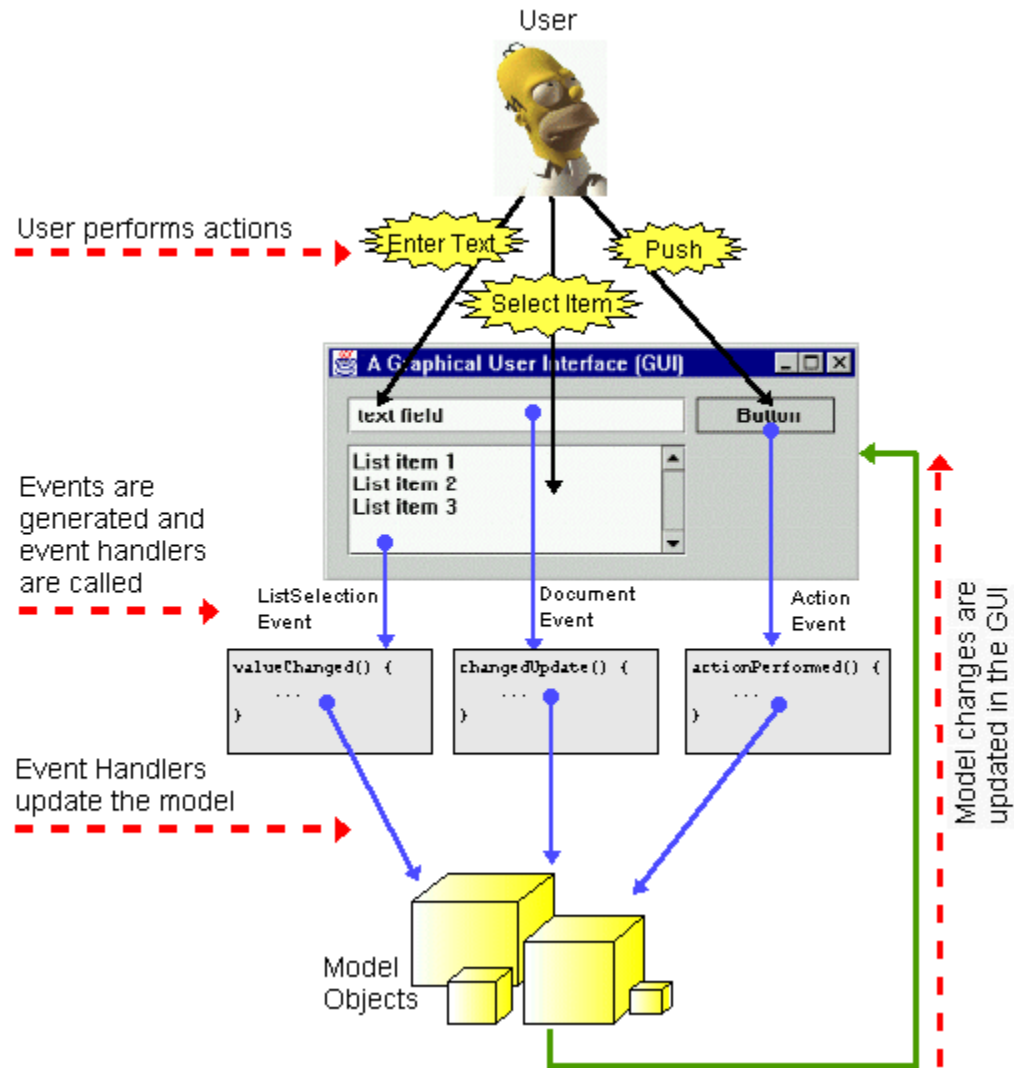 User
User performs actions
Enter Text
Push
Select Item
A Graphical User Interface (GUI)
text field
Button
List item 1
List item 2
List item 3
Events are
generated and
event handlers
are called
ListSelection
Event
Document
Event
Action
Event
valueChanged() {
...
}
changedUpdate() {
...
}
actionPerformed() {
...
}
Event Handlers
update the model
Model
Objects
Model changes are
updated in the GUI